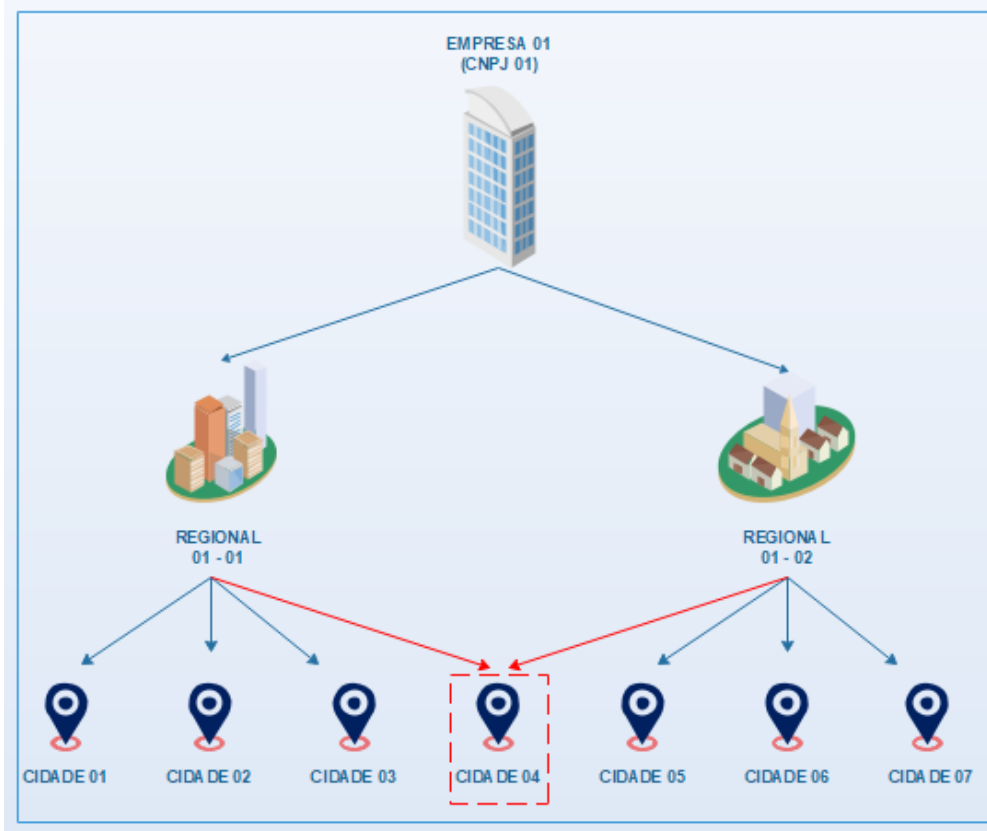 EMPRESA 01
(CNPJ 01)
REGIONAL
01 - 01
REGIONAL
01 - 02
CIDADE 01
CIDADE 02
CIDADE 03
CIDADE 04
CIDADE 05
CIDADE 06
CIDADE 07